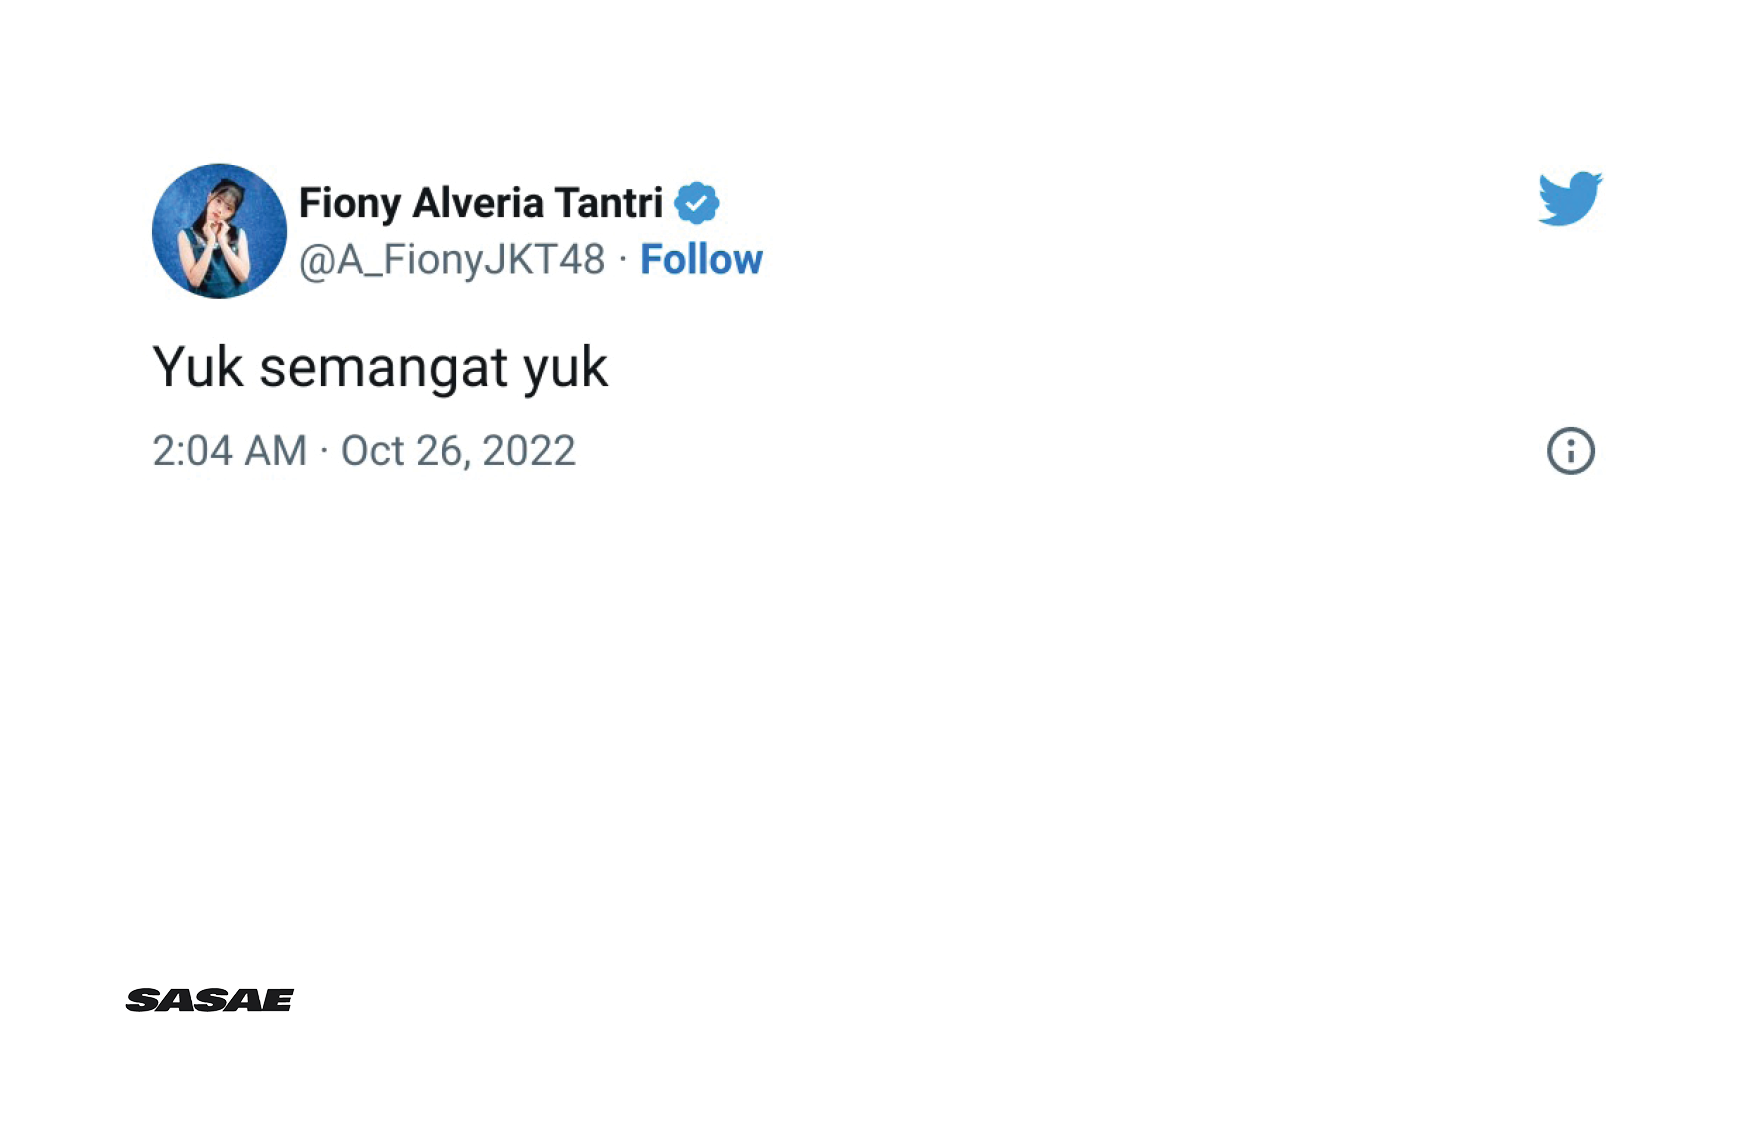 Fiony Alveria Tantri
@A_FionyJKT48 · Follow
Yuk semangat yuk
2:04 AM · Oct 26, 2022
SASAE